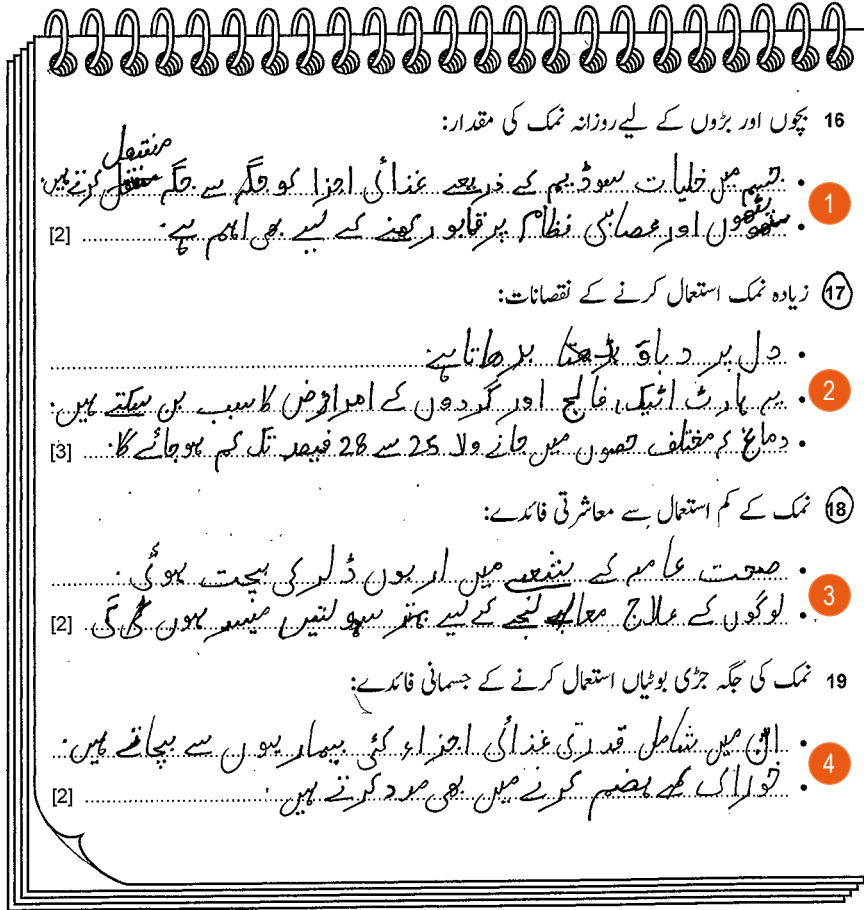 16 بچوں اور بڑوں کے لیے روزانہ نمک کی مقدار:
منتقل
• جسم میں خلیات سوڈیم کے ذریعے غذائی اجزا کو جگہ سے جگہ کرتے ہیں۔
1
• پٹھوں اور عصابی نظام پر قابو رکھنے کے لیے بھی اہم ہے۔ [2]
17 زیادہ نمک استعمال کرنے کے نقصانات:
• دل پر دباؤ بڑھتا بڑھاتا ہے
2
• یہ ہارٹ اٹیک، فالج اور گردوں کے امراض کا سبب بن سکتے ہیں۔
• دماغ کے مختلف حصوں میں جانے ولا 25 سے 28 فیصد تک کم ہوجائے گا۔ [3]
18 نمک کے کم استعمال سے معاشرتی فائدے:
• صحت عامہ کے شعبے میں اربوں ڈلر کی بچت ہوئی۔
3
• لوگوں کے علاج معالجے کے لیے بہتر سہولتیں میسر ہوں گی [2]
19 نمک کی جگہ جڑی بوٹیاں استعمال کرنے کے جسمانی فائدے:
• ان میں شامل قدرتی غذائی اجزاء کئی بیماریوں سے بچاتے ہیں۔
4
• خوراک ہضم کرنے میں بھی مدد کرتے ہیں۔ [2]